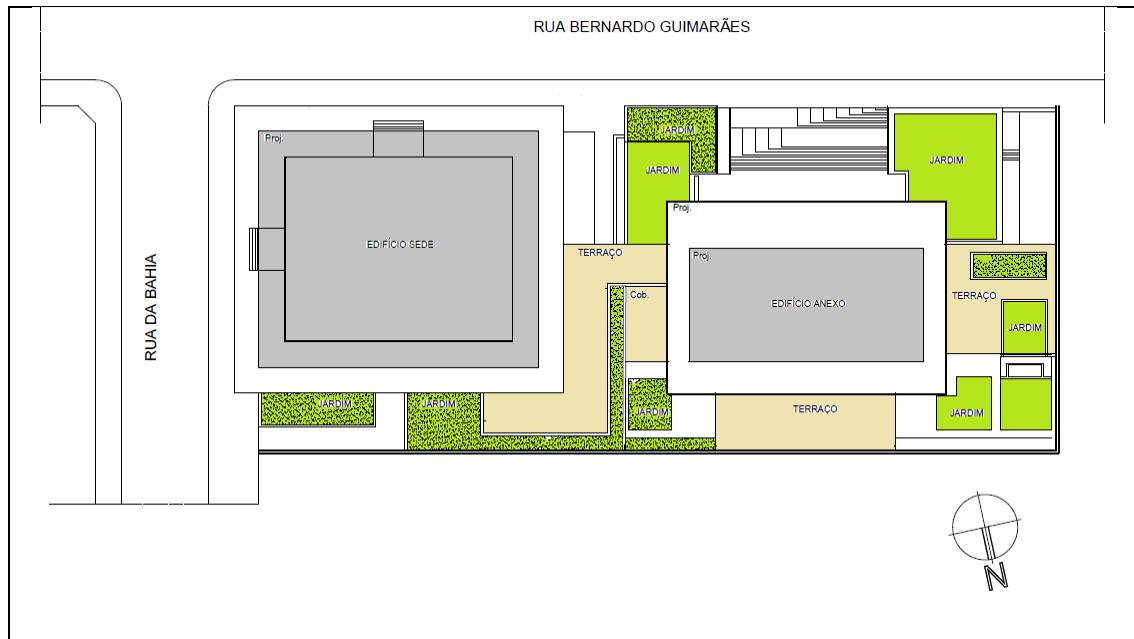 RUA BERNARDO GUIMARÃES
Proj.
JARDIM
JARDIM
JARDIM
Proj.
EDIFÍCIO SEDE
TERRAÇO
Proj.
RUA DA BAHIA
Cob.
EDIFÍCIO ANEXO
TERRAÇO
JARDIM
JARDIM
JARDIM
JARDIM
TERRAÇO
JARDIM
N